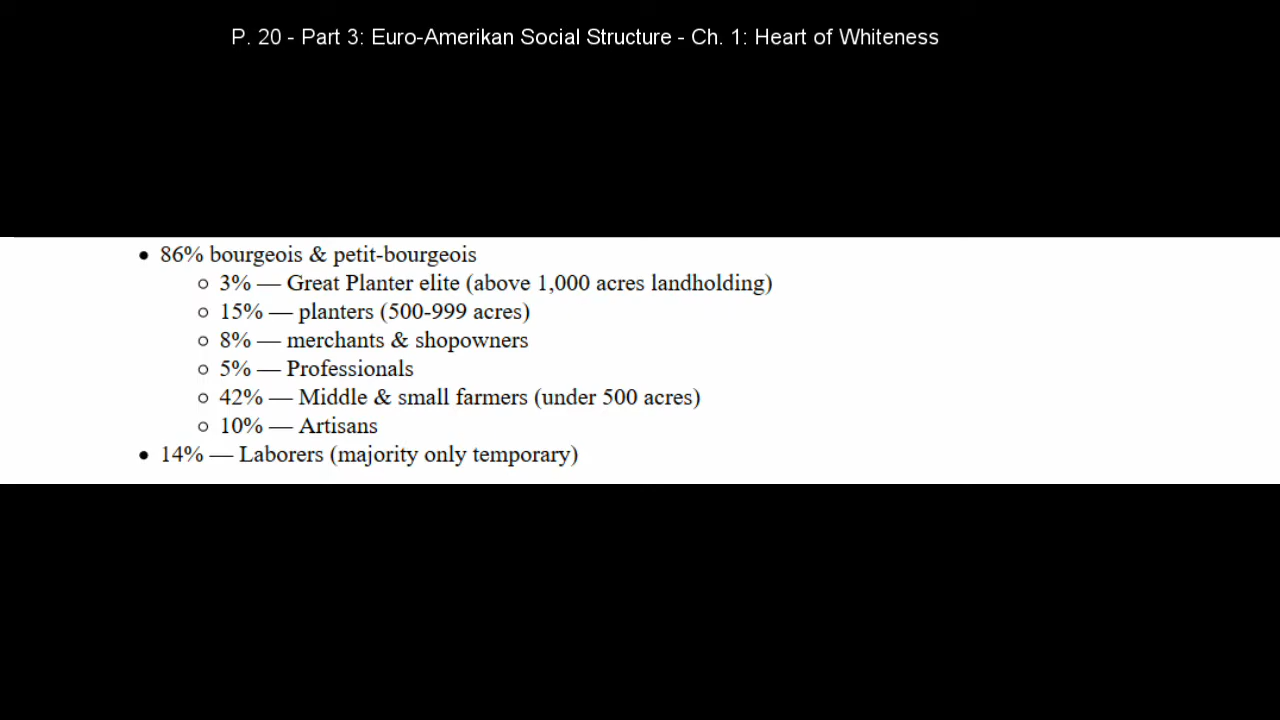 P. 20 - Part 3: Euro-Amerikan Social Structure - Ch. 1: Heart of Whiteness
• 86% bourgeois & petit-bourgeois
○ 3% — Great Planter elite (above 1,000 acres landholding)
○ 15% — planters (500-999 acres)
○ 8% — merchants & shopowners
○ 5% — Professionals
○ 42% — Middle & small farmers (under 500 acres)
○ 10% — Artisans
• 14% — Laborers (majority only temporary)